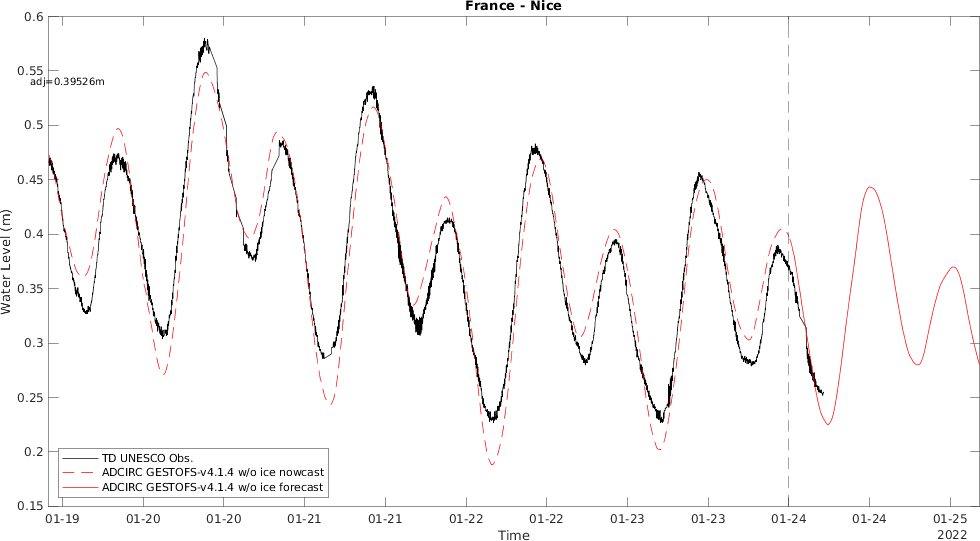 France - Nice
0.6
0.55
adj=0.39526m
0.5
0.45
0.4
0.35
0.3
0.25
0.2
0.15
Water Level (m)
TD UNESCO Obs.
ADCIRC GESTOFS-v4.1.4 w/o ice nowcast
ADCIRC GESTOFS-v4.1.4 w/o ice forecast
01-19 01-20 01-20 01-21 01-21 01-22 01-22 01-23 01-23 01-24 01-24 01-25
Time
2022